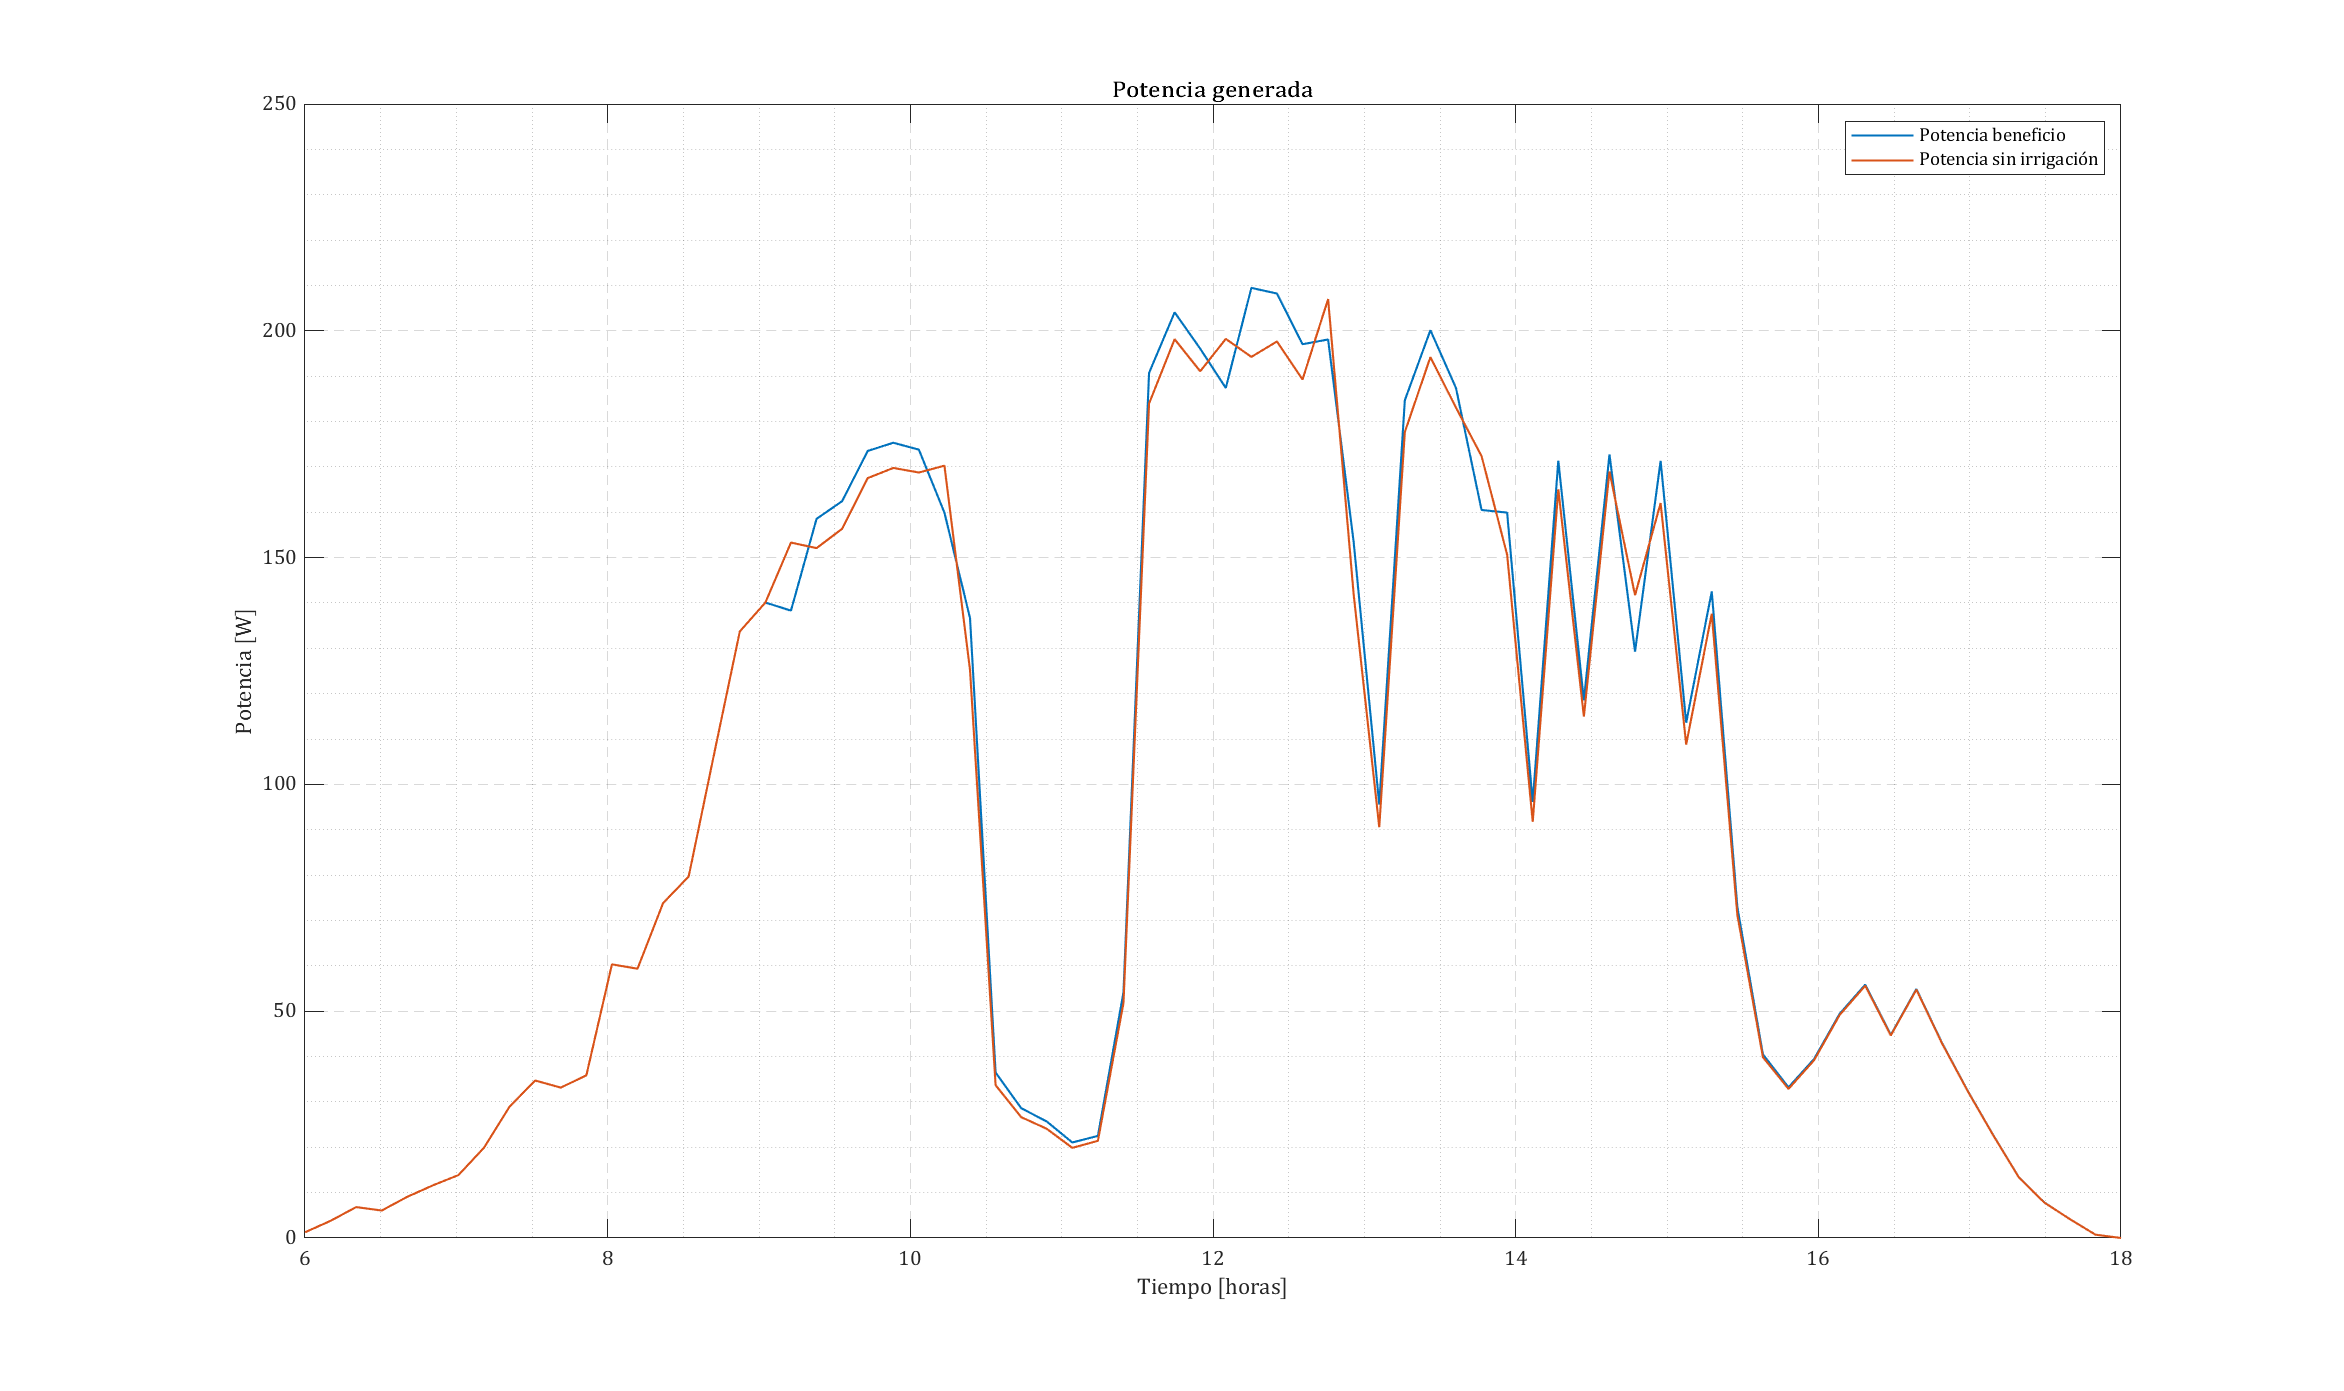 Potencia generada
250
200
150
100
50
0
Potencia [W]
Potencia beneficio
Potencia sin irrigación
6
8
10
12
14
16
18
Tiempo [horas]